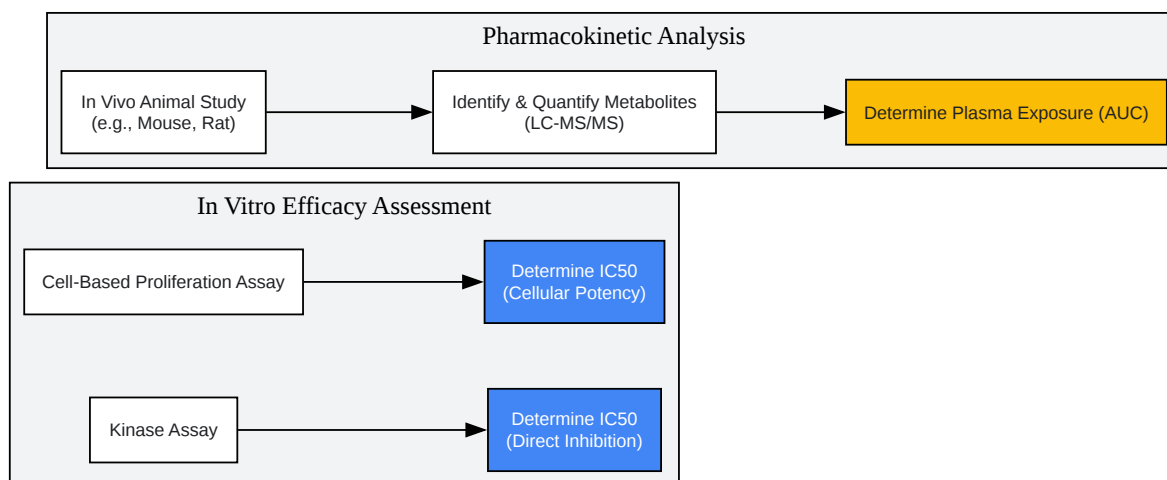 Pharmacokinetic Analysis
In Vivo Animal Study
(e.g., Mouse, Rat)
Identify & Quantify Metabolites
(LC-MS/MS)
Determine Plasma Exposure (AUC)
In Vitro Efficacy Assessment
Cell-Based Proliferation Assay
Determine IC50
(Cellular Potency)
Kinase Assay
Determine IC50
(Direct Inhibition)